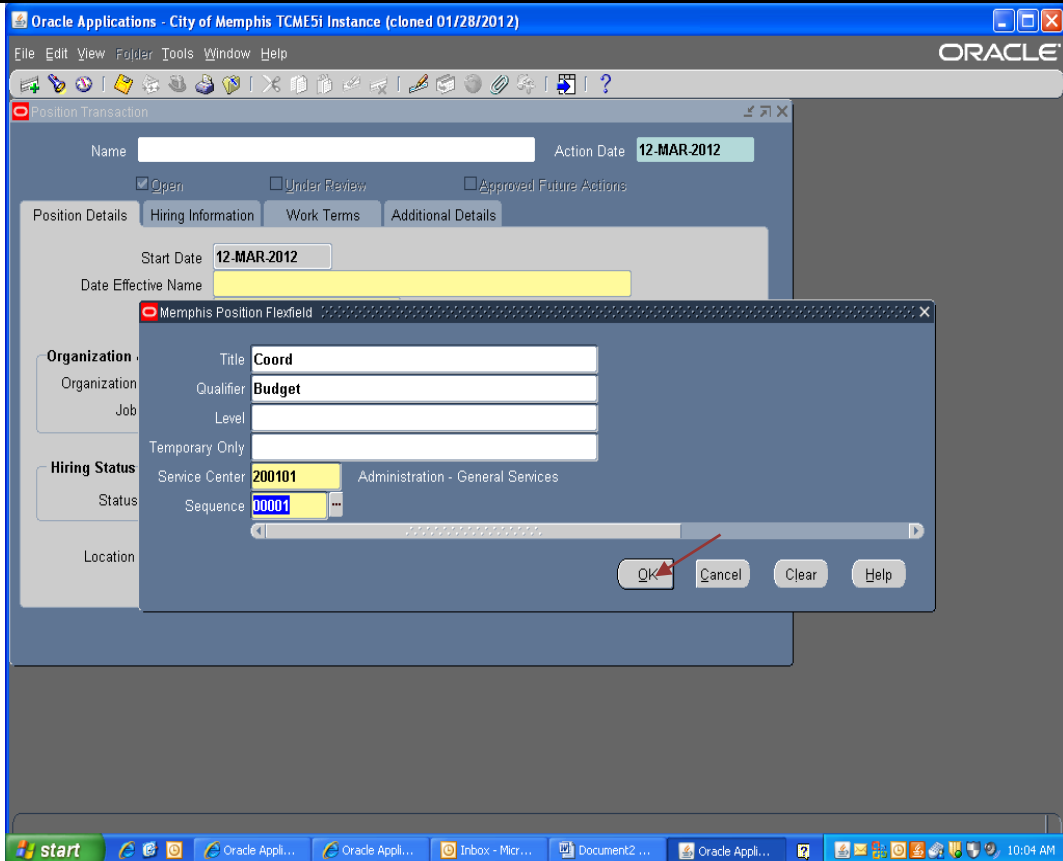 Oracle Applications - City of Memphis TCME5i Instance (cloned 01/28/2012)
File Edit View Folder Tools Window Help
ORACLE
Position Transaction
Name Action Date 12-MAR-2012
Open Under Review Approved Future Actions
Position Details Hiring Information Work Terms Additional Details
Start Date 12-MAR-2012
Date Effective Name
Memphis Position Flexfield
Organization
Title Coord
Organization
Qualifier Budget
Job
Level
Temporary Only
Hiring Status
Service Center 200101 Administration - General Services
Status
Sequence 00001
Location
OK Cancel Clear Help
start Oracle Appli... Oracle Appli... Inbox - Micr... Document2 ... Oracle Appli... 10:04 AM